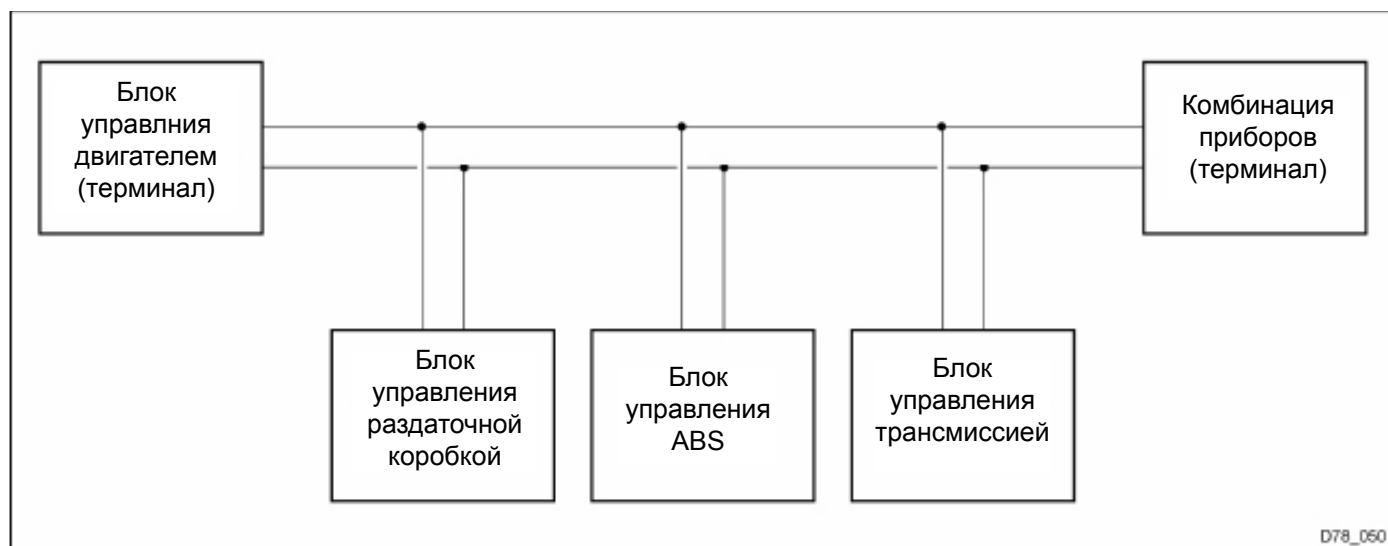 Блок
управлния
двигателем
(терминал)
Комбинация
приборов
(терминал)
Блок
управления
раздаточной
коробкой
Блок
управления
ABS
Блок
управления
трансмиссией
D78_050